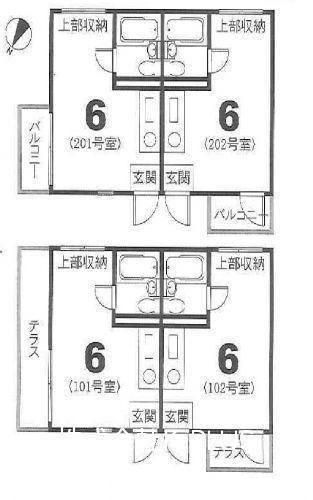 上部収納 上部収納
6 6
(201号室) (202号室)
バルコニー
玄関 玄関
バルコニー
上部収納 上部収納
テラス
6 6
(101号室) (102号室)
玄関 玄関
テラス